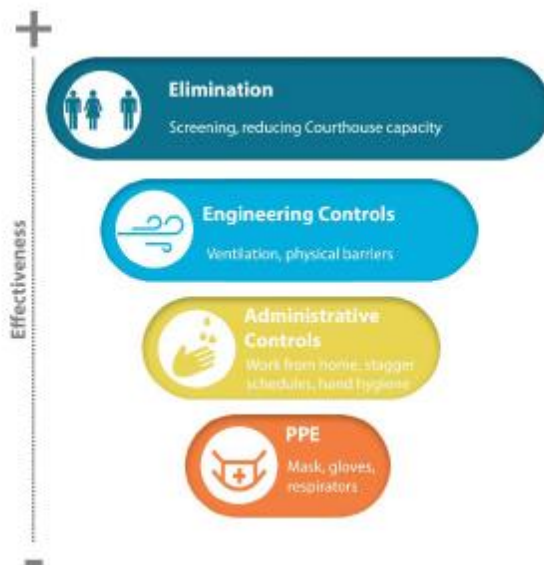 +
Effectiveness
Elimination
Screening, reducing Courthouse capacity
Engineering Controls
Ventilation, physical barriers
Administrative
Controls
Work from home, stagger
schedules, hand hygiene
PPE
Mask, gloves,
respirators
-